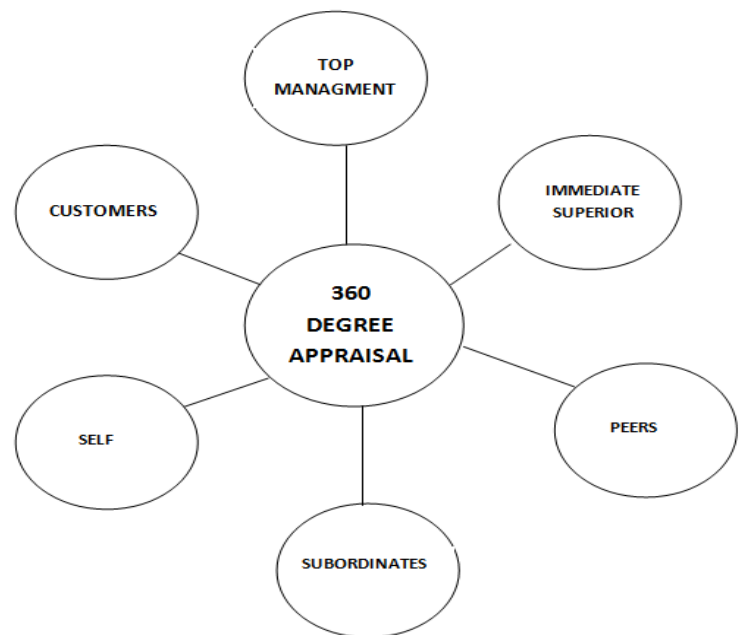 TOP
MANAGMENT
IMMEDIATE
SUPERIOR
CUSTOMERS
360
DEGREE
APPRAISAL
PEERS
SELF
SUBORDINATES